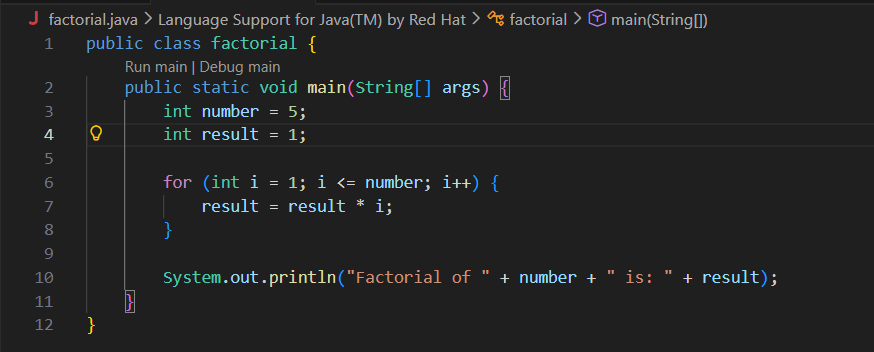 J factorial.java > Language Support for Java(TM) by Red Hat > factorial > main(String[])
1 public class factorial {
Run main | Debug main
2 public static void main(String[] args) {
3 int number = 5;
4 int result = 1;
5
6 for (int i = 1; i <= number; i++) {
7 result = result * i;
8 }
9
10 System.out.println("Factorial of " + number + " is: " + result);
11 }
12 }